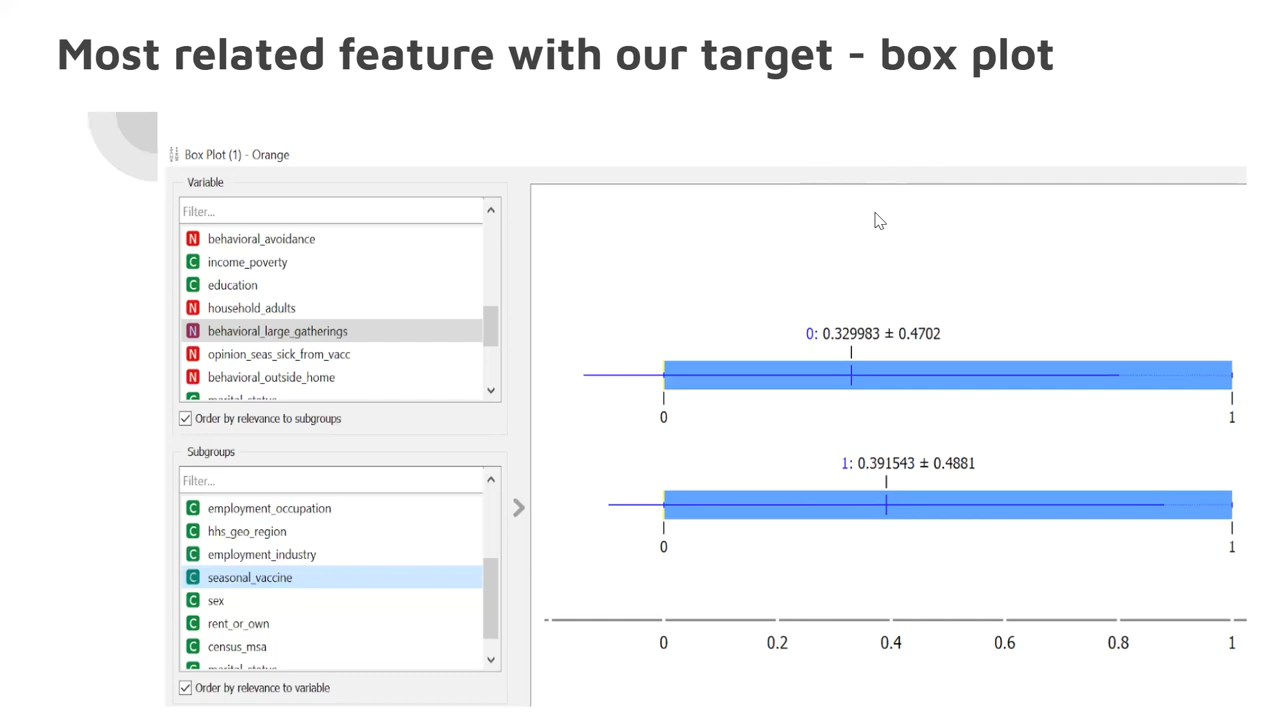 Most related feature with our target - box plot
Box Plot (1) - Orange
Variable
Filter...
N behavioral_avoidance
C income_poverty
C education
N household_adults
N behavioral_large_gatherings
N opinion_seas_sick_from_vacc
N behavioral_outside_home
marital_status
Order by relevance to subgroups
Subgroups
Filter...
C employment_occupation
C hhs_geo_region
C employment_industry
C seasonal_vaccine
C sex
C rent_or_own
C census_msa
marital_status
Order by relevance to variable
0: 0.329983 ± 0.4702
0 1
1: 0.391543 ± 0.4881
0 1
0 0.2 0.4 0.6 0.8 1